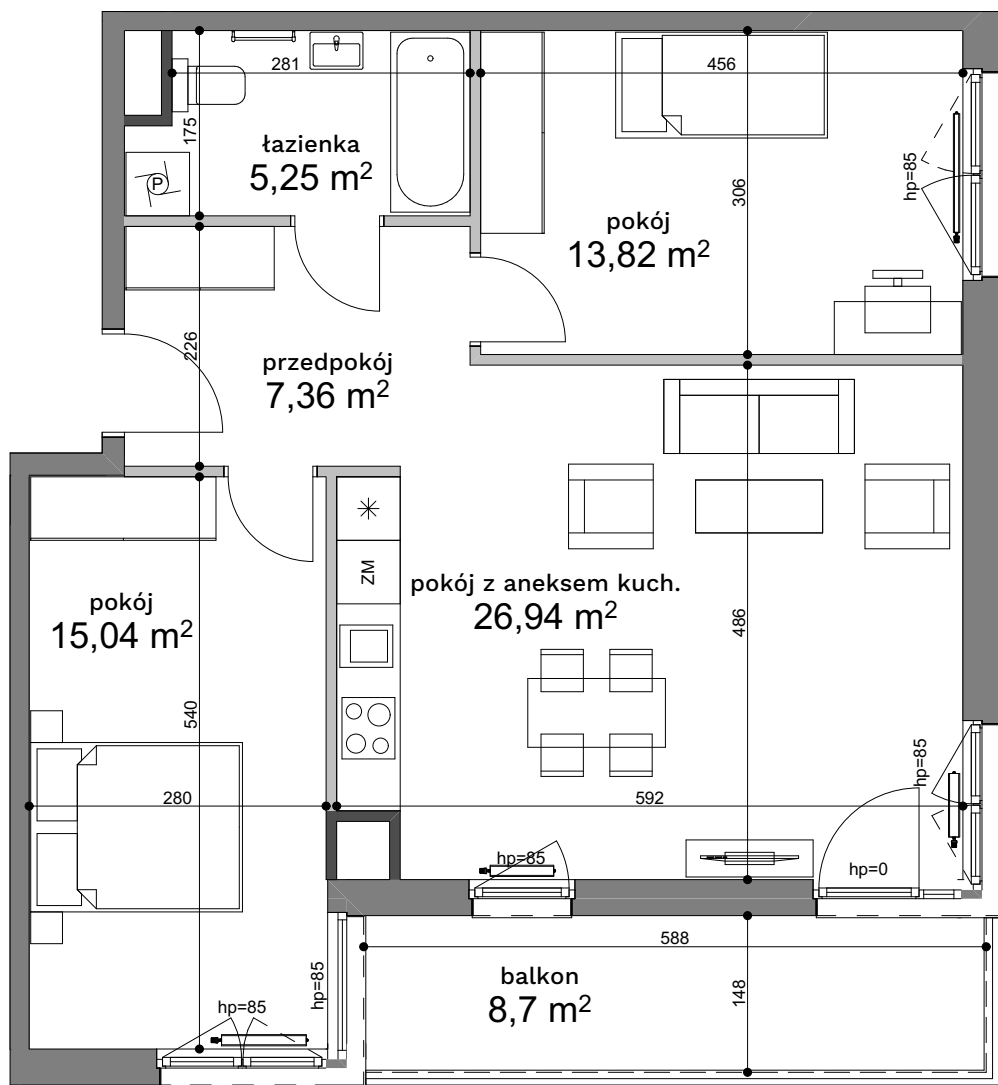 281
456
175
łazienka
5,25 m²
P
hp=85
306
pokój
13,82 m²
226
przedpokój
7,36 m²
ZM
pokój z aneksem kuch.
26,94 m²
486
pokój
15,04 m²
540
280
592
hp=85
hp=85
hp=0
588
balkon
8,7 m²
148
hp=85
hp=85